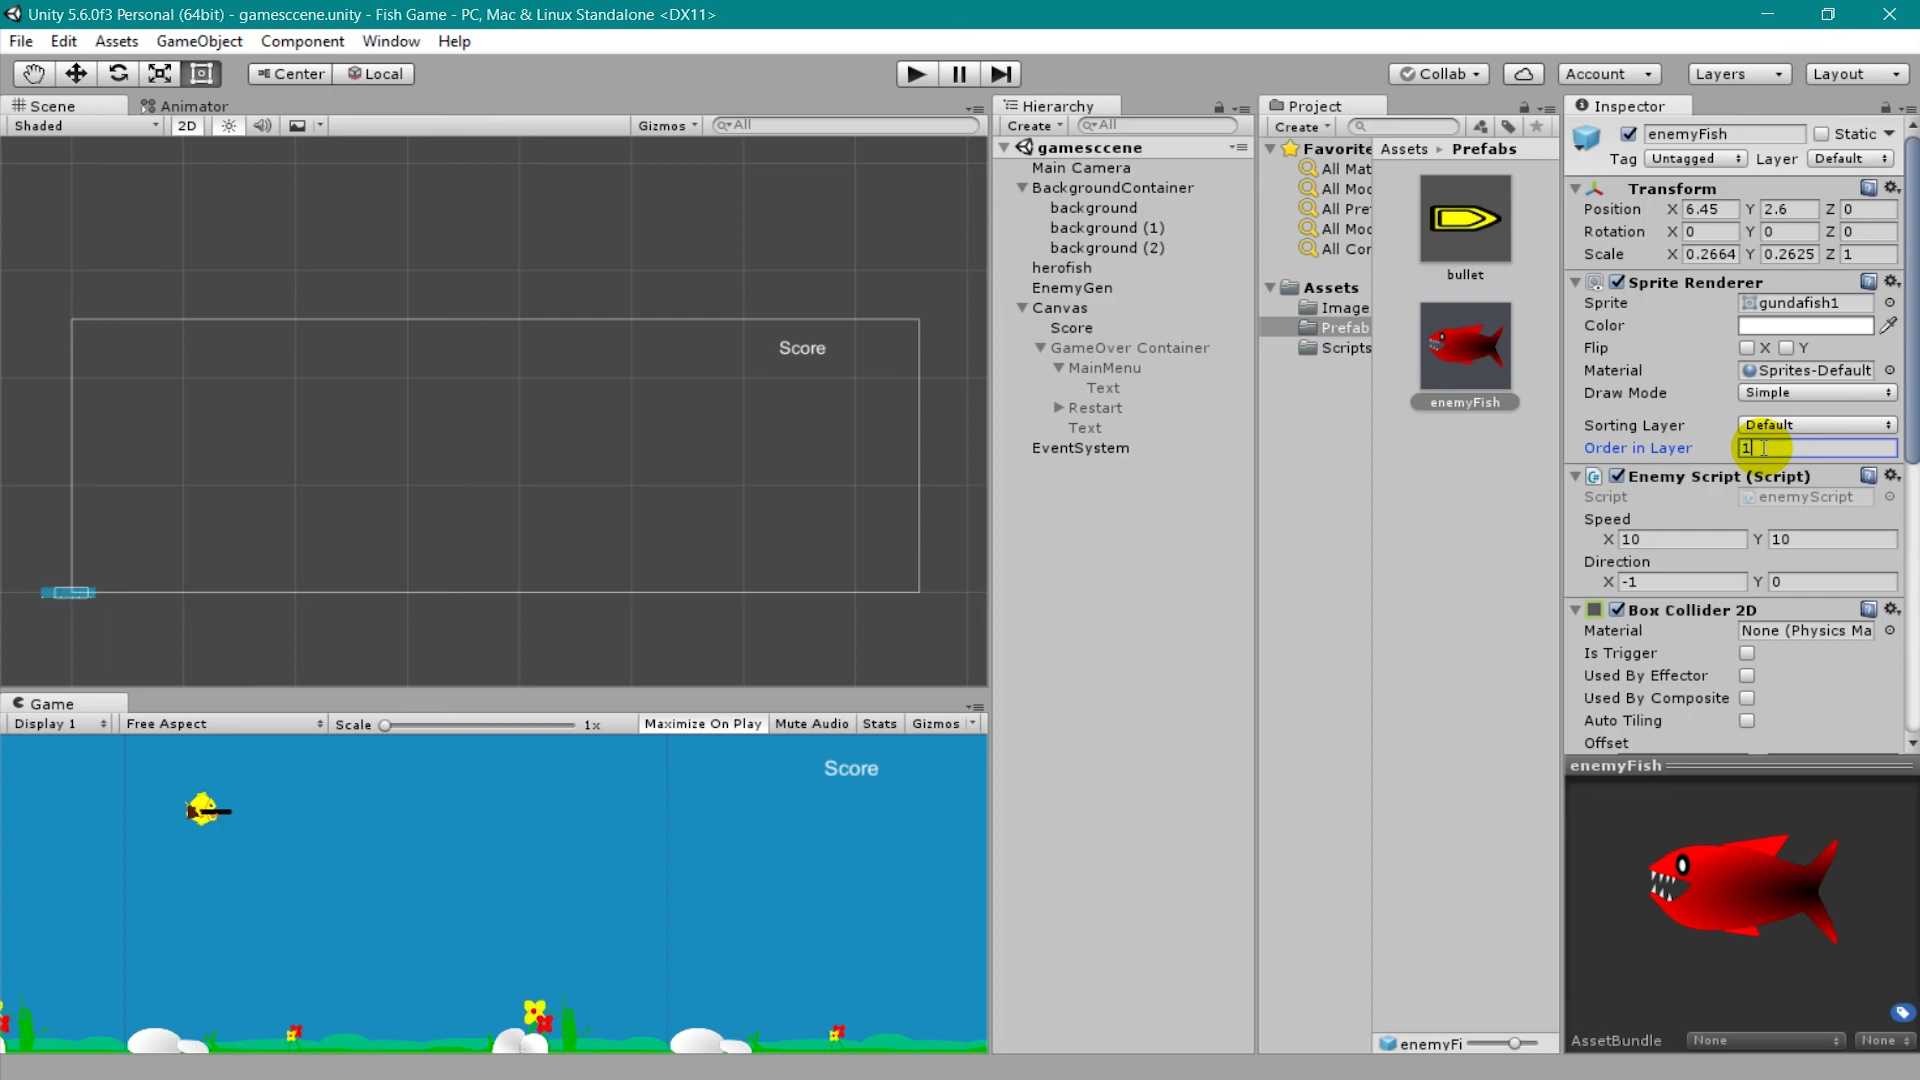 Unity 5.6.0f3 Personal (64bit) - gamesccene.unity - Fish Game - PC, Mac & Linux Standalone <DX11>
File Edit Assets GameObject Component Window Help
Center Local
Collab Account Layers Layout
Scene Animator
Shaded 2D Gizmos All
Score
Game
Display 1 Free Aspect Scale 1x Maximize On Play Mute Audio Stats Gizmos
Score
Hierarchy
Create All
gamesccene
Main Camera
BackgroundContainer
background
background (1)
background (2)
herofish
EnemyGen
Canvas
Score
GameOver Container
MainMenu
Text
Restart
Text
EventSystem
Project
Create
Favorite
All Mat
All Moc
All Pre
All Moc
All Cor
Assets
Image
Prefab
Scripts
Assets Prefabs
bullet
enemyFish
enemyFi
Inspector
enemyFish Static
Tag Untagged Layer Default
Transform
Position X 6.45 Y 2.6 Z 0
Rotation X 0 Y 0 Z 0
Scale X 0.2664 Y 0.2625 Z 1
Sprite Renderer
Sprite gundafish1
Color
Flip X Y
Material Sprites-Default
Draw Mode Simple
Sorting Layer Default
Order in Layer 1
Enemy Script (Script)
Script enemyScript
Speed
X 10 Y 10
Direction
X -1 Y 0
Box Collider 2D
Material None (Physics Ma
Is Trigger
Used By Effector
Used By Composite
Auto Tiling
Offset
enemyFish
AssetBundle None None